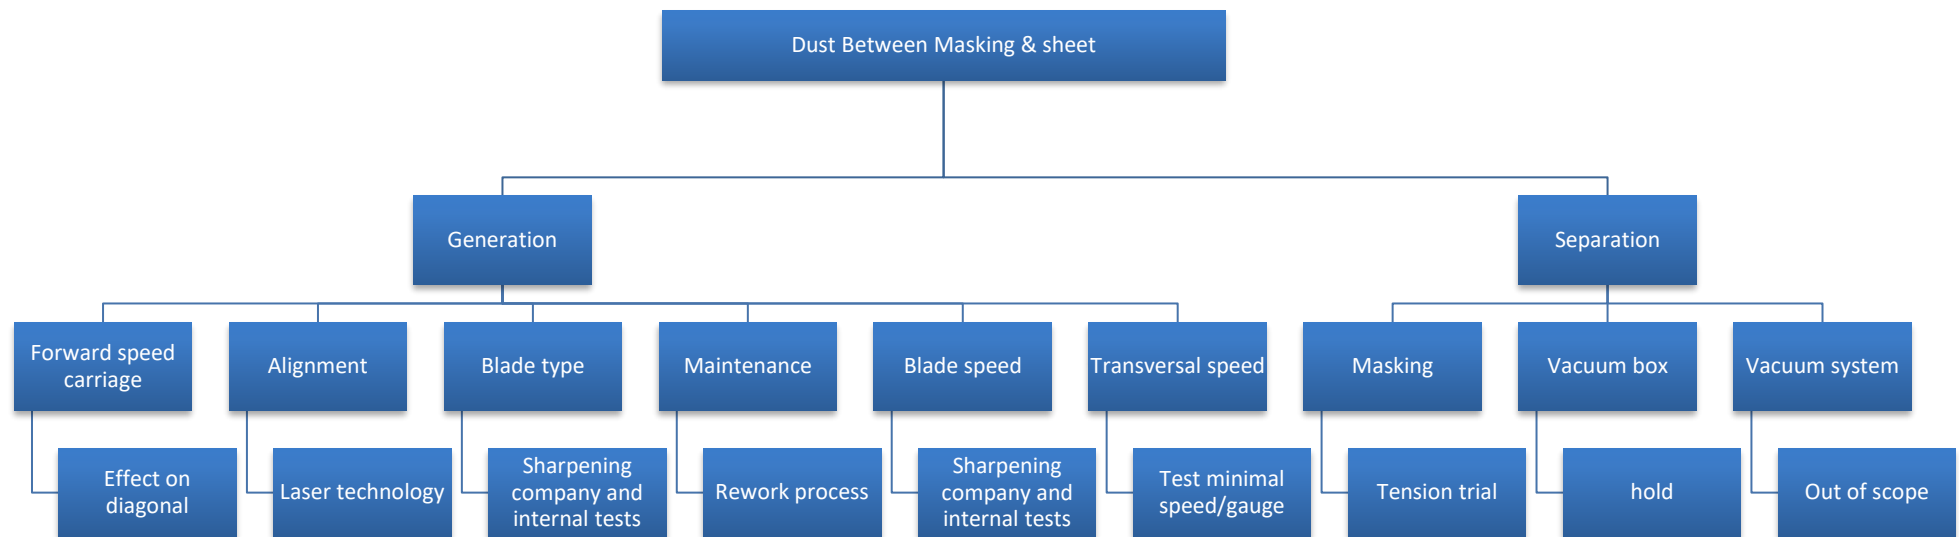 Dust Between Masking & sheet
Generation
Separation
Forward speed
carriage
Alignment
Blade type
Maintenance
Blade speed
Transversal speed
Masking
Vacuum box
Vacuum system
Effect on
diagonal
Laser technology
Sharpening
company and
internal tests
Rework process
Sharpening
company and
internal tests
Test minimal
speed/gauge
Tension trial
hold
Out of scope